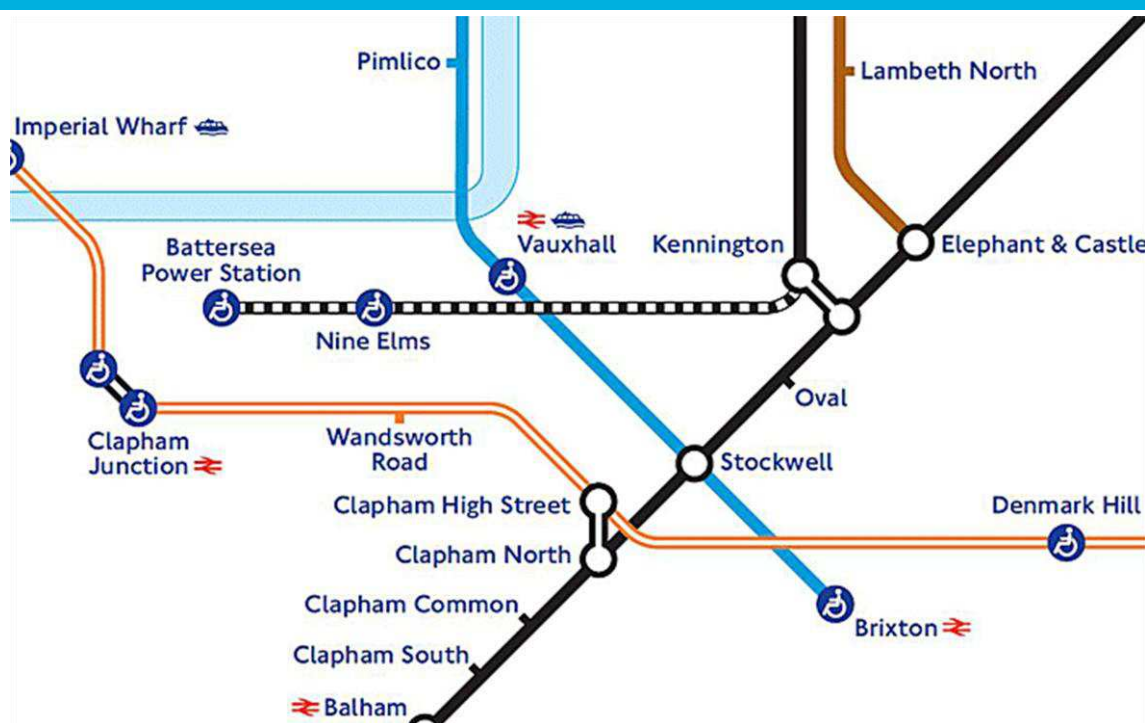 Pimlico
Lambeth North
Imperial Wharf
Battersea
Power Station
Vauxhall
Kennington
Elephant & Castle
Nine Elms
Oval
Clapham
Junction
Wandsworth
Road
Stockwell
Clapham High Street
Denmark Hill
Clapham North
Clapham Common
Brixton
Clapham South
Balham